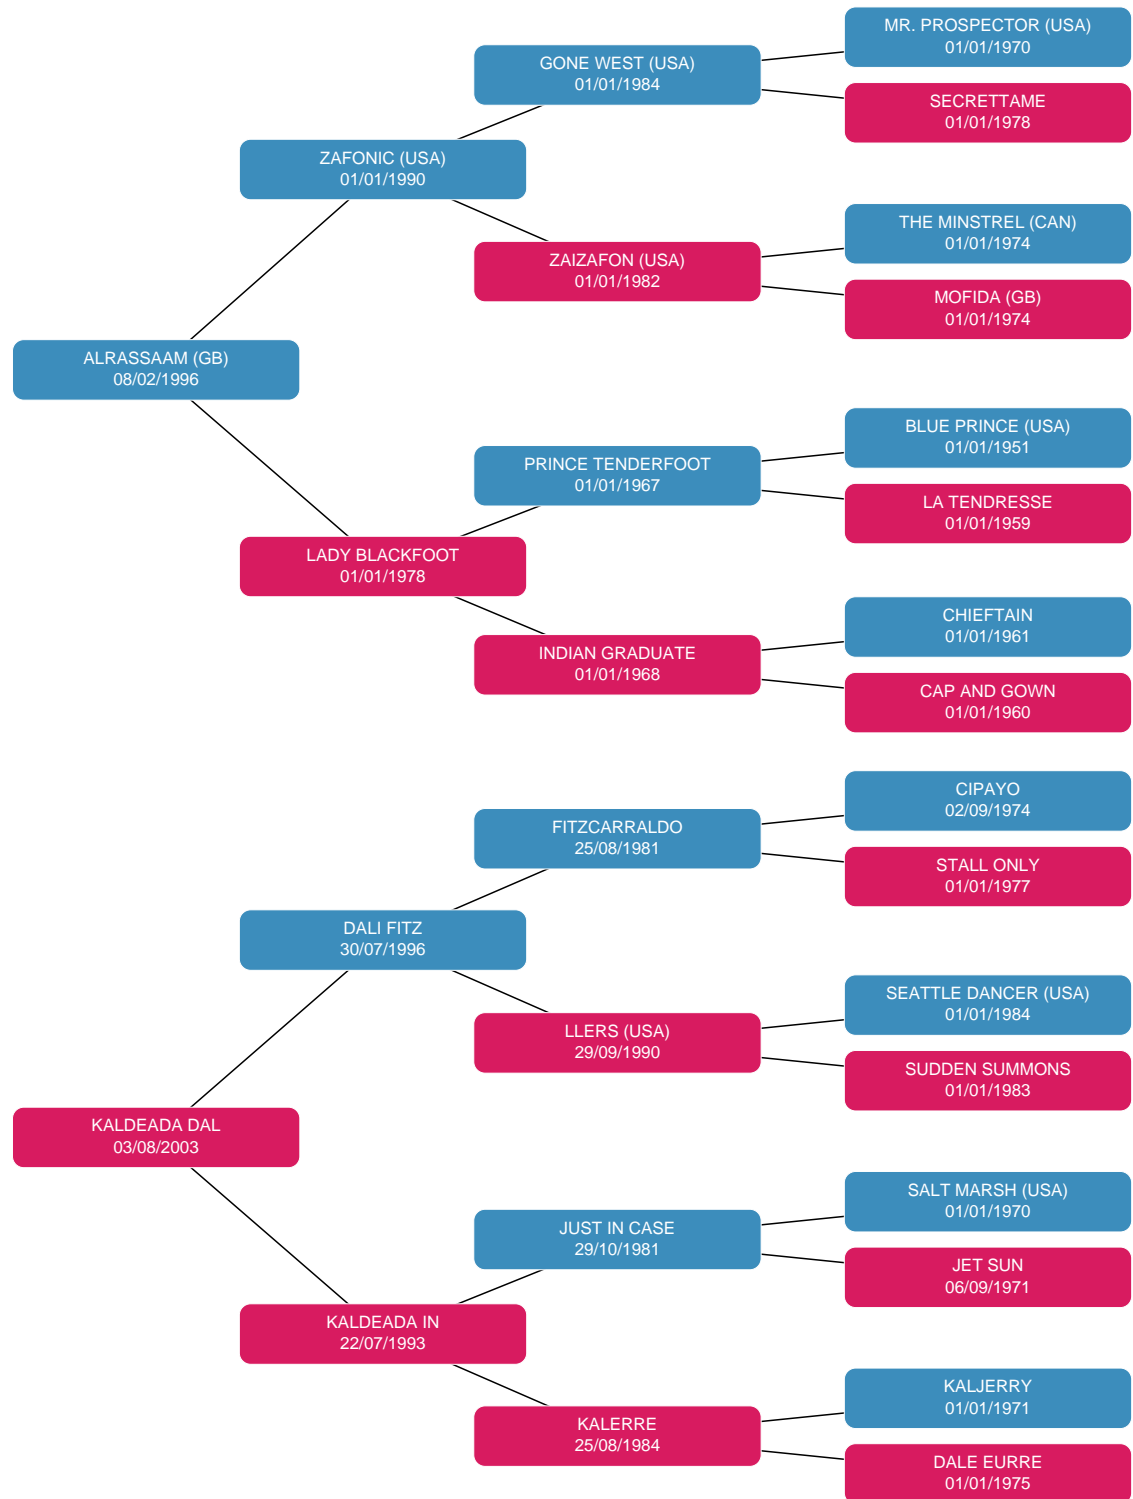 MR. PROSPECTOR (USA)
01/01/1970
GONE WEST (USA)
01/01/1984
SECRETTAME
01/01/1978
ZAFONIC (USA)
01/01/1990
THE MINSTREL (CAN)
01/01/1974
ZAIZAFON (USA)
01/01/1982
MOFIDA (GB)
01/01/1974
ALRASSAAM (GB)
08/02/1996
BLUE PRINCE (USA)
01/01/1951
PRINCE TENDERFOOT
01/01/1967
LA TENDRESSE
01/01/1959
LADY BLACKFOOT
01/01/1978
CHIEFTAIN
01/01/1961
INDIAN GRADUATE
01/01/1968
CAP AND GOWN
01/01/1960
CIPAYO
02/09/1974
FITZCARRALDO
25/08/1981
STALL ONLY
01/01/1977
DALI FITZ
30/07/1996
SEATTLE DANCER (USA)
01/01/1984
LLERS (USA)
29/09/1990
SUDDEN SUMMONS
01/01/1983
KALDEADA DAL
03/08/2003
SALT MARSH (USA)
01/01/1970
JUST IN CASE
29/10/1981
JET SUN
06/09/1971
KALDEADA IN
22/07/1993
KALJERRY
01/01/1971
KALERRE
25/08/1984
DALE EURRE
01/01/1975